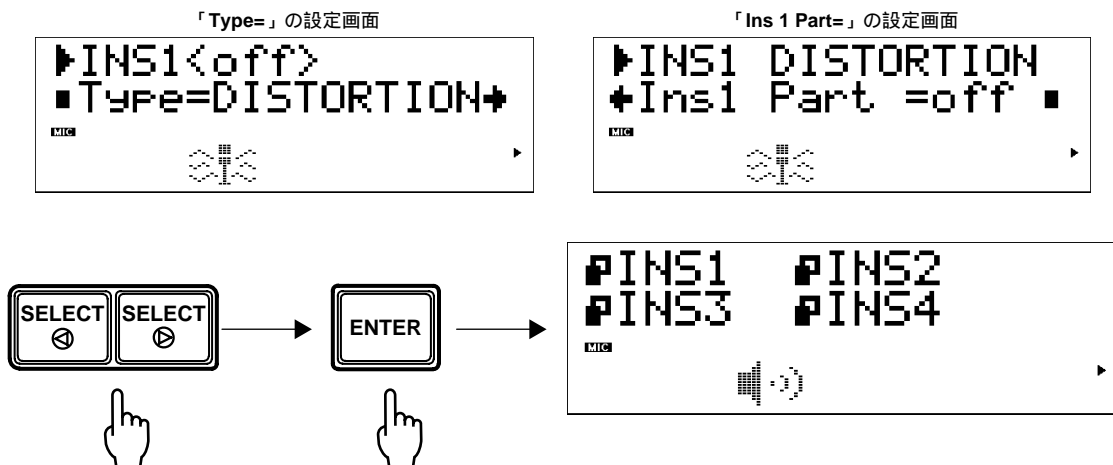 「Type=」の設定画面
「Ins 1 Part=」の設定画面
INS1<off>
Type=DISTORTION
MIC
INS1 DISTORTION
Ins1 Part =off
MIC
SELECT
SELECT
ENTER
INS1 INS2
INS3 INS4
MIC